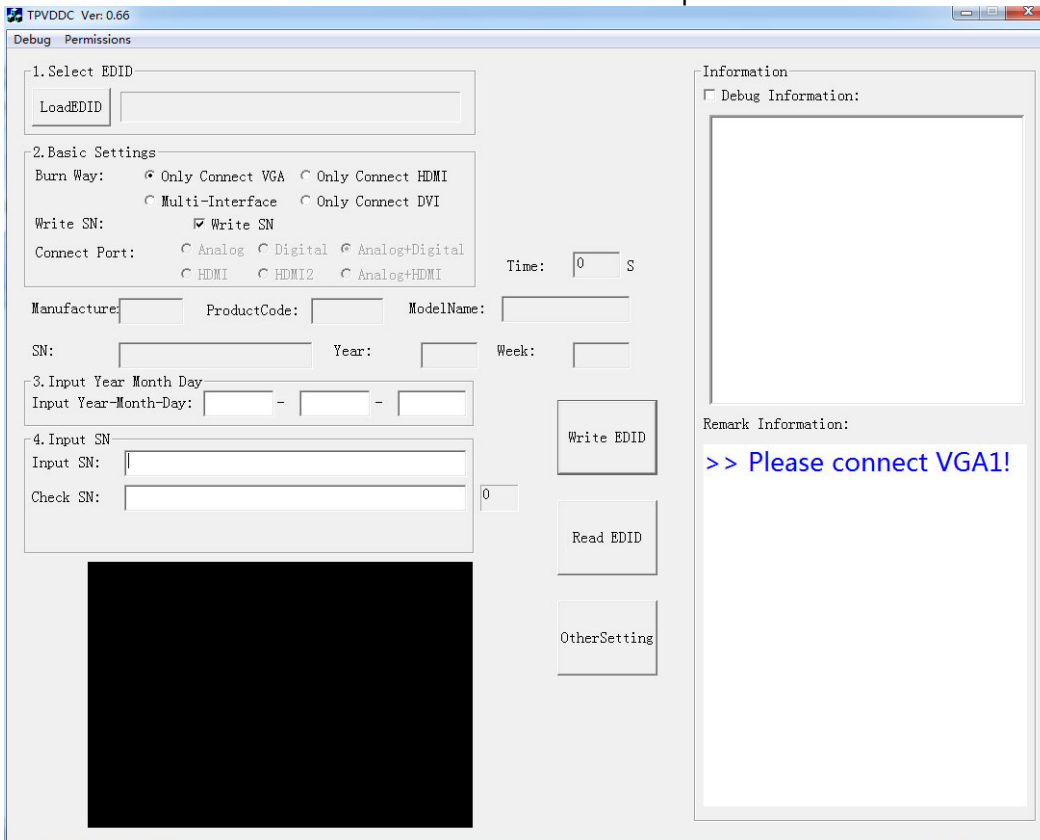 TPVDDC Ver: 0.66
Debug Permissions
1.Select EDID
LoadEDID
2.Basic Settings
Burn Way: Only Connect VGA Only Connect HDMI
Multi-Interface Only Connect DVI
Write SN: Write SN
Connect Port: Analog Digital Analog+Digital
HDMI HDMI2 Analog+HDMI
Time: 0 S
Manufacture: ProductCode: ModelName:
SN: Year: Week:
3.Input Year Month Day
Input Year-Month-Day: - -
4.Input SN
Input SN:
Check SN: 0
Write EDID
Read EDID
OtherSetting
Information
Debug Information:
Remark Information:
>> Please connect VGA1!